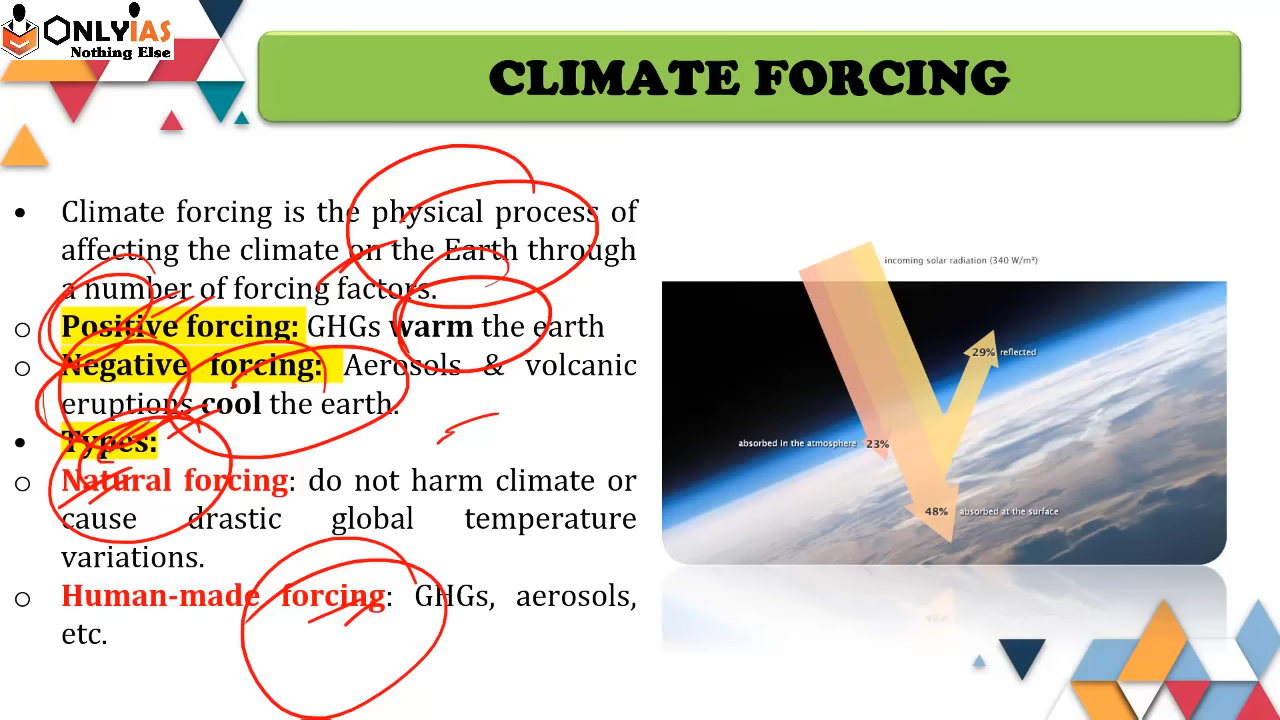 ONLYIAS
Nothing Else
CLIMATE FORCING
• Climate forcing is the physical process of
affecting the climate on the Earth through
a number of forcing factors.
o Positive forcing: GHGs warm the earth
o Negative forcing: Aerosols & volcanic
eruptions cool the earth.
• Types:
o Natural forcing: do not harm climate or
cause drastic global temperature
variations.
o Human-made forcing: GHGs, aerosols,
etc.
incoming solar radiation (340 W/m²)
29% reflected
absorbed in the atmosphere 23%
48% absorbed at the surface